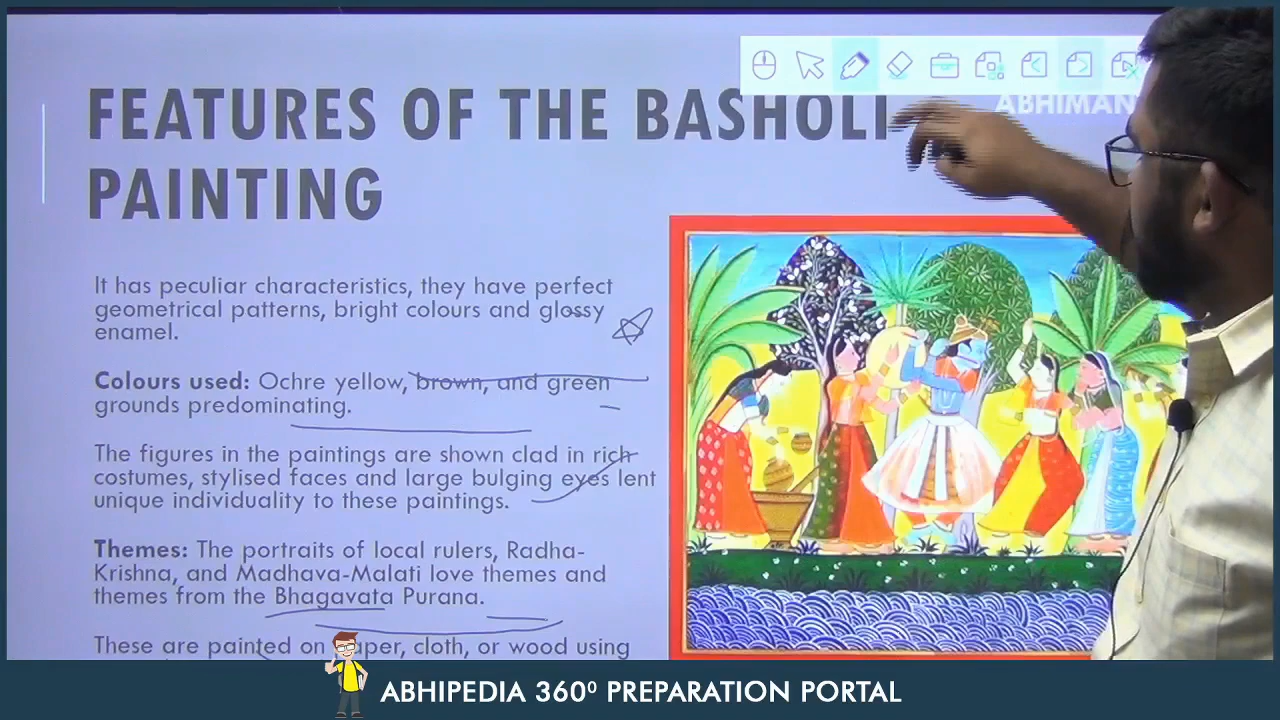 ABHIMAN
FEATURES OF THE BASHOLI
PAINTING
It has peculiar characteristics, they have perfect
geometrical patterns, bright colours and glossy
enamel.
Colours used: Ochre yellow, brown, and green
grounds predominating.
The figures in the paintings are shown clad in rich
costumes, stylised faces and large bulging eyes lent
unique individuality to these paintings.
Themes: The portraits of local rulers, Radha-
Krishna, and Madhava-Malati love themes and
themes from the Bhagavata Purana.
These are painted on paper, cloth, or wood using
ABHIPEDIA 360⁰ PREPARATION PORTAL